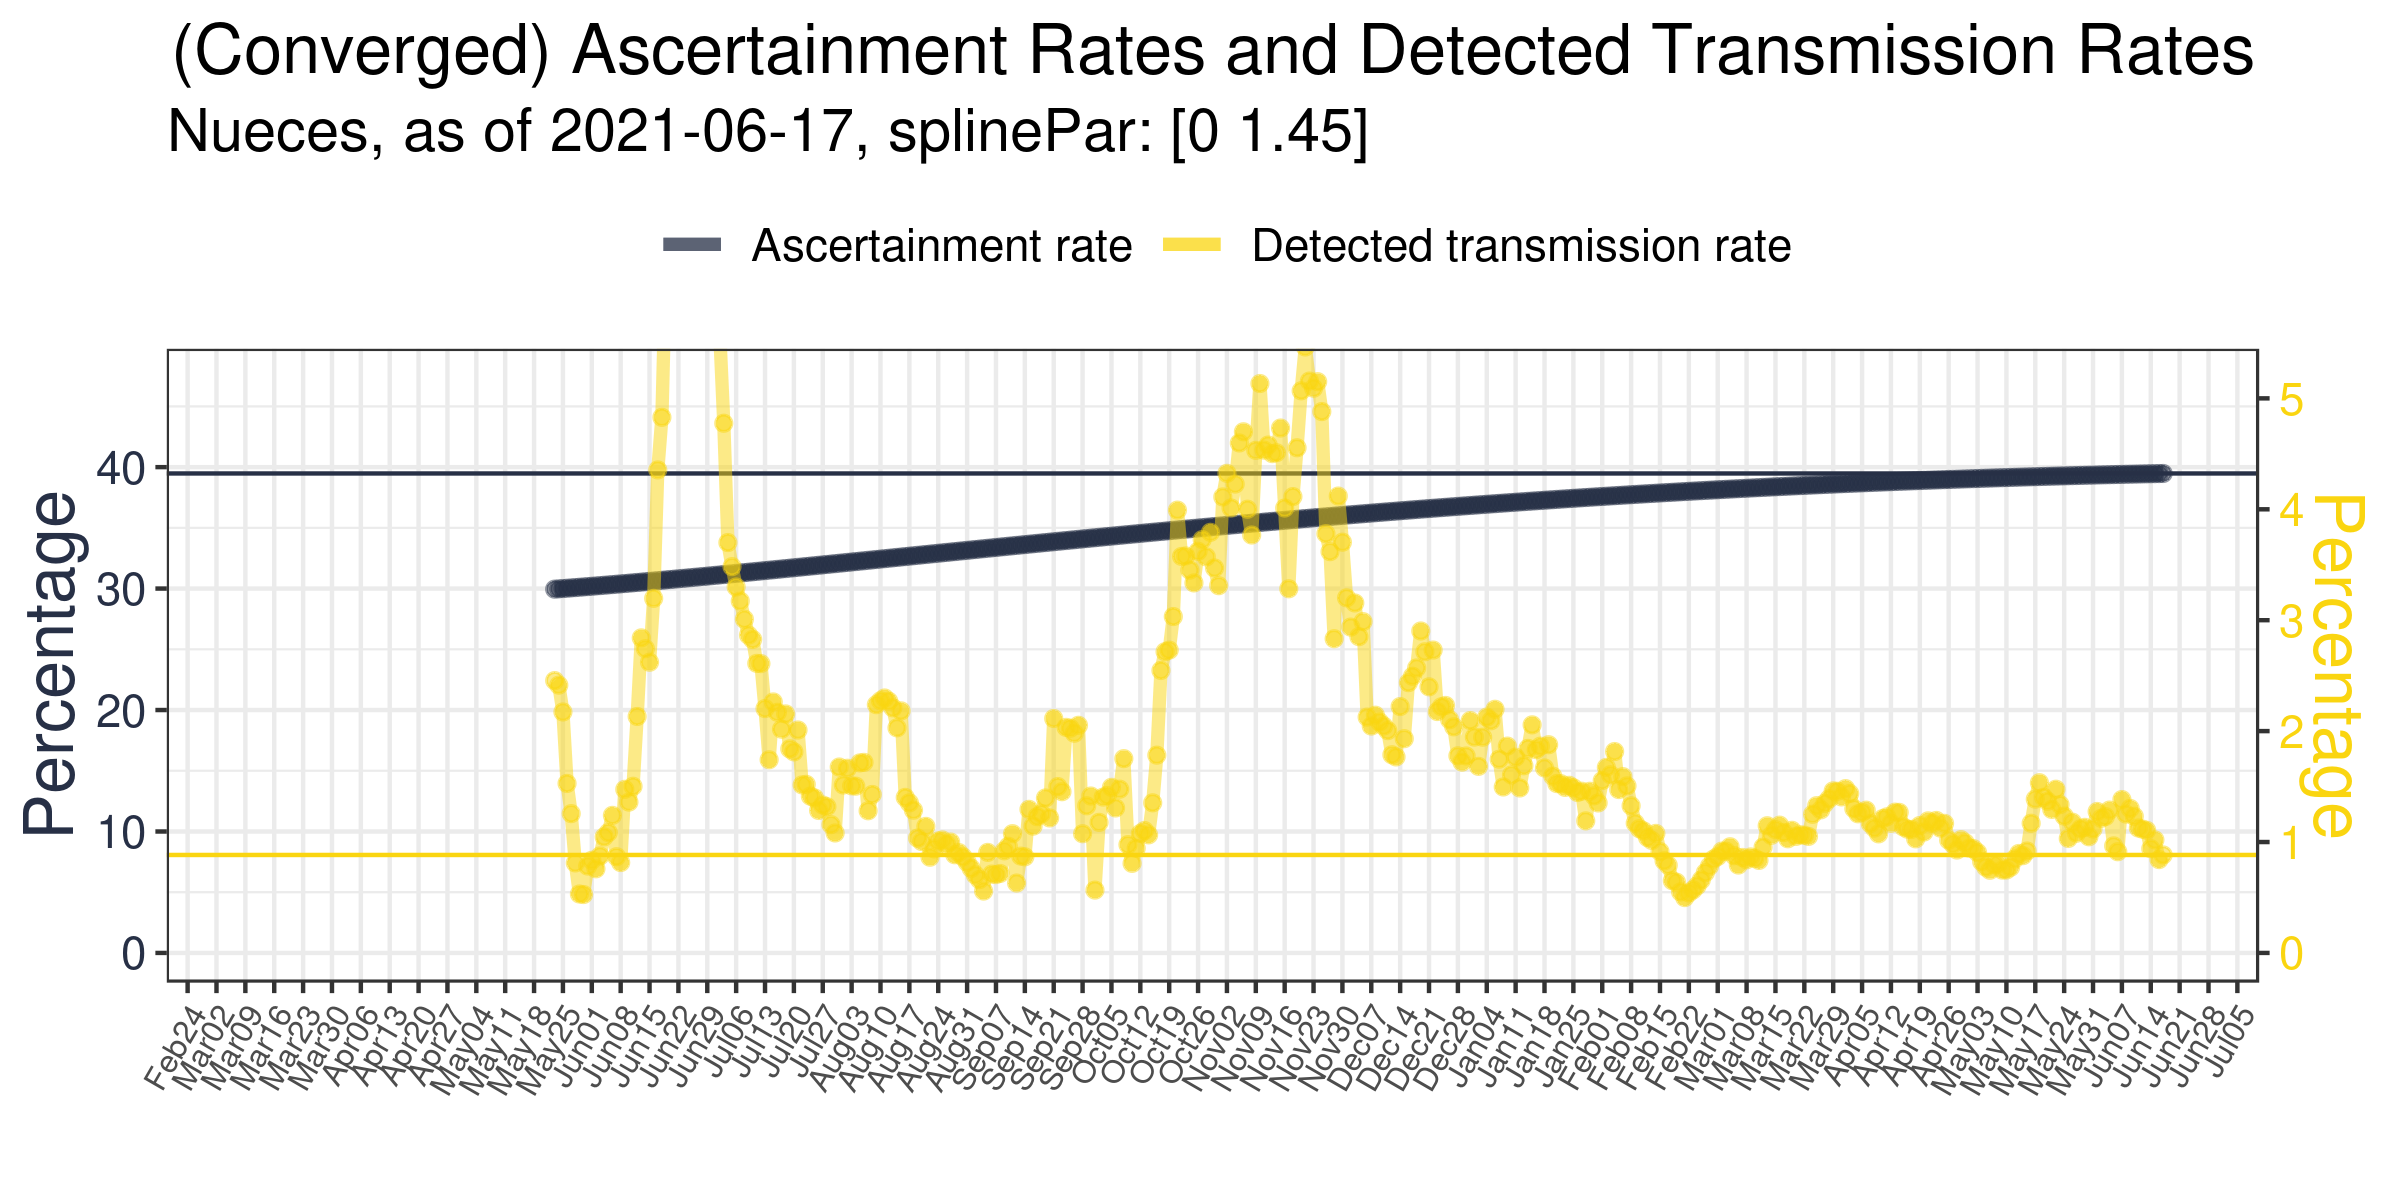 (Converged) Ascertainment Rates and Detected Transmission Rates
Nueces, as of 2021-06-17, splinePar: [0 1.45]
Ascertainment rate
Detected transmission rate
Percentage
40
30
20
10
0
5
4
3
2
1
0
Percentage
Feb24
Mar02
Mar09
Mar16
Mar23
Mar30
Apr06
Apr13
Apr20
Apr27
May04
May11
May18
May25
Jun01
Jun08
Jun15
Jun22
Jun29
Jul06
Jul13
Jul20
Jul27
Aug03
Aug10
Aug17
Aug24
Aug31
Sep07
Sep14
Sep21
Sep28
Oct05
Oct12
Oct19
Oct26
Nov02
Nov09
Nov16
Nov23
Nov30
Dec07
Dec14
Dec21
Dec28
Jan04
Jan11
Jan18
Jan25
Feb01
Feb08
Feb15
Feb22
Mar01
Mar08
Mar15
Mar22
Mar29
Apr05
Apr12
Apr19
Apr26
May03
May10
May17
May24
May31
Jun07
Jun14
Jun21
Jun28
Jul05